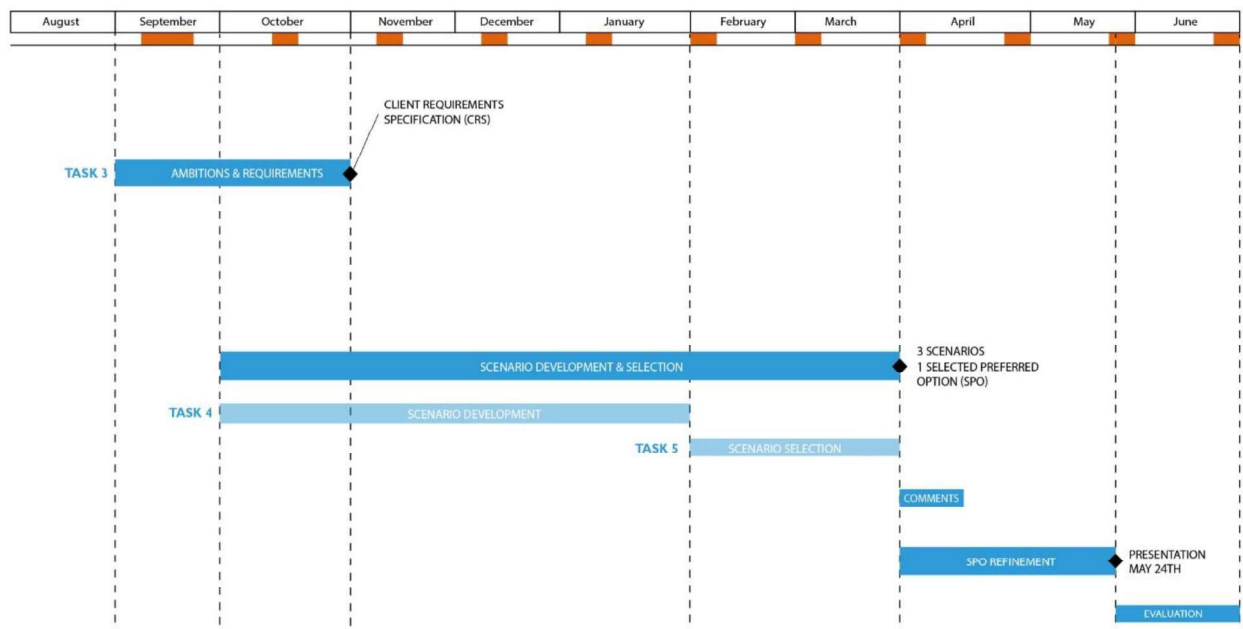 August September October November December January February March April May June
CLIENT REQUIREMENTS
SPECIFICATION (CRS)
TASK 3 AMBITIONS & REQUIREMENTS
3 SCENARIOS
SCENARIO DEVELOPMENT & SELECTION 1 SELECTED PREFERRED
OPTION (SPO)
TASK 4 SCENARIO DEVELOPMENT
TASK 5 SCENARIO SELECTION
COMMENTS
SPO REFINEMENT PRESENTATION
MAY 24TH
EVALUATION